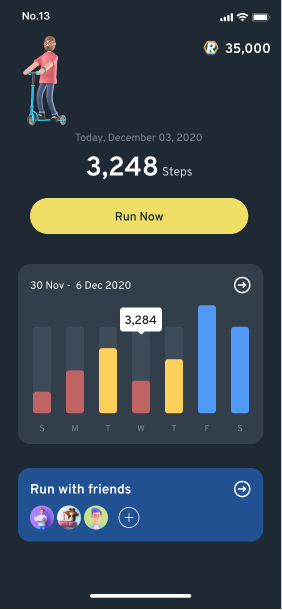 No.13
R 35,000
Today, December 03, 2020
3,248 Steps
Run Now
30 Nov - 6 Dec 2020
3,284
S M T W T F S
Run with friends